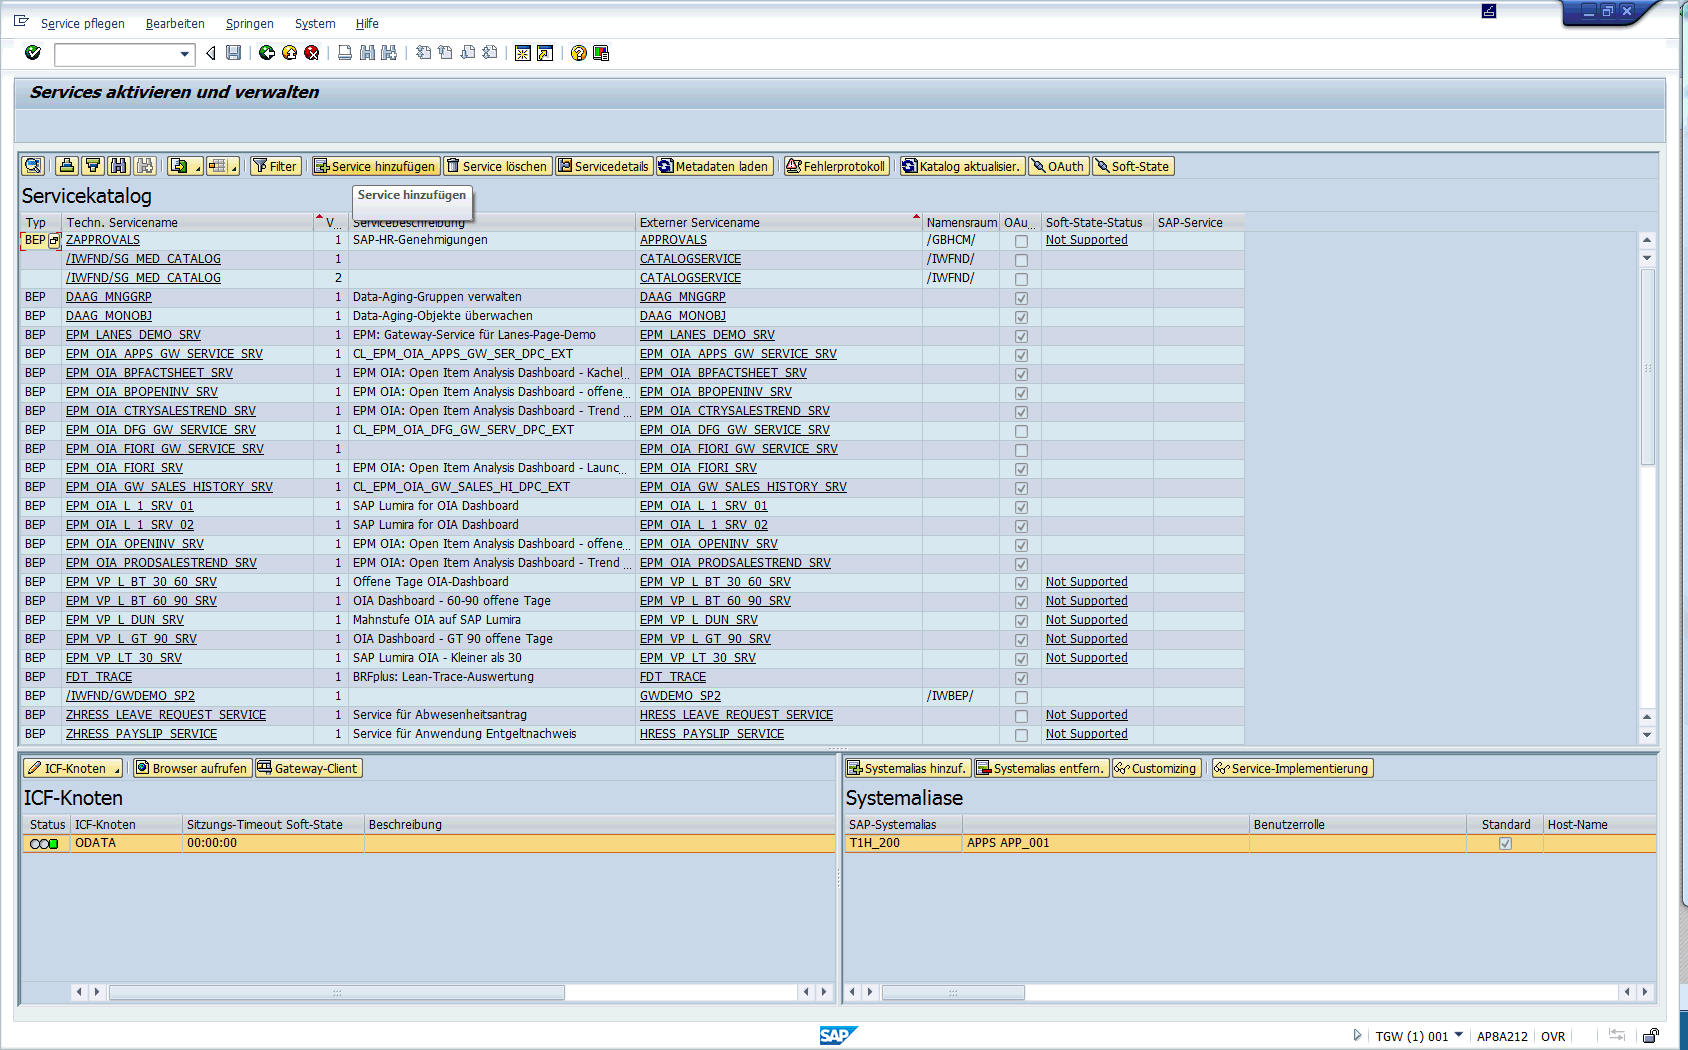 Service pflegen Bearbeiten Springen System Hilfe
Services aktivieren und verwalten
Filter Service hinzufügen Service löschen Servicedetails Metadaten laden Fehlerprotokoll Katalog aktualisier. OAuth Soft-State
Servicekatalog
Service hinzufügen
Typ Techn. Servicename V... Servicebeschreibung Externer Servicename Namensraum OAu... Soft-State-Status SAP-Service
BEP ZAPPROVALS 1 SAP-HR-Genehmigungen APPROVALS /GBHCM/ Not Supported
/IWFND/SG_MED_CATALOG 1 CATALOGSERVICE /IWFND/
/IWFND/SG_MED_CATALOG 2 CATALOGSERVICE /IWFND/
BEP DAAG_MNGGRP 1 Data-Aging-Gruppen verwalten DAAG_MNGGRP
BEP DAAG_MONOBJ 1 Data-Aging-Objekte überwachen DAAG_MONOBJ
BEP EPM_LANES_DEMO_SRV 1 EPM: Gateway-Service für Lanes-Page-Demo EPM_LANES_DEMO_SRV
BEP EPM_OIA_APPS_GW_SERVICE_SRV 1 CL_EPM_OIA_APPS_GW_SER_DPC_EXT EPM_OIA_APPS_GW_SERVICE_SRV
BEP EPM_OIA_BPFACTSHEET_SRV 1 EPM OIA: Open Item Analysis Dashboard - Kachel... EPM_OIA_BPFACTSHEET_SRV
BEP EPM_OIA_BPOPENINV_SRV 1 EPM OIA: Open Item Analysis Dashboard - offene... EPM_OIA_BPOPENINV_SRV
BEP EPM_OIA_CTRYSALESTREND_SRV 1 EPM OIA: Open Item Analysis Dashboard - Trend ... EPM_OIA_CTRYSALESTREND_SRV
BEP EPM_OIA_DFG_GW_SERVICE_SRV 1 CL_EPM_OIA_DFG_GW_SERV_DPC_EXT EPM_OIA_DFG_GW_SERVICE_SRV
BEP EPM_OIA_FIORI_GW_SERVICE_SRV 1 EPM_OIA_FIORI_GW_SERVICE_SRV
BEP EPM_OIA_FIORI_SRV 1 EPM OIA: Open Item Analysis Dashboard - Launc... EPM_OIA_FIORI_SRV
BEP EPM_OIA_GW_SALES_HISTORY_SRV 1 CL_EPM_OIA_GW_SALES_HI_DPC_EXT EPM_OIA_GW_SALES_HISTORY_SRV
BEP EPM_OIA_L_1_SRV_01 1 SAP Lumira for OIA Dashboard EPM_OIA_L_1_SRV_01
BEP EPM_OIA_L_1_SRV_02 1 SAP Lumira for OIA Dashboard EPM_OIA_L_1_SRV_02
BEP EPM_OIA_OPENINV_SRV 1 EPM OIA: Open Item Analysis Dashboard - offene... EPM_OIA_OPENINV_SRV
BEP EPM_OIA_PRODSALESTREND_SRV 1 EPM OIA: Open Item Analysis Dashboard - Trend ... EPM_OIA_PRODSALESTREND_SRV
BEP EPM_VP_L_BT_30_60_SRV 1 Offene Tage OIA-Dashboard EPM_VP_L_BT_30_60_SRV Not Supported
BEP EPM_VP_L_BT_60_90_SRV 1 OIA Dashboard - 60-90 offene Tage EPM_VP_L_BT_60_90_SRV Not Supported
BEP EPM_VP_L_DUN_SRV 1 Mahnstufe OIA auf SAP Lumira EPM_VP_L_DUN_SRV Not Supported
BEP EPM_VP_L_GT_90_SRV 1 OIA Dashboard - GT 90 offene Tage EPM_VP_L_GT_90_SRV Not Supported
BEP EPM_VP_LT_30_SRV 1 SAP Lumira OIA - Kleiner als 30 EPM_VP_LT_30_SRV Not Supported
BEP FDT_TRACE 1 BRFplus: Lean-Trace-Auswertung FDT_TRACE
BEP /IWFND/GWDEMO_SP2 1 GWDEMO_SP2 /IWBEP/
BEP ZHRESS_LEAVE_REQUEST_SERVICE 1 Service für Abwesenheitsantrag HRESS_LEAVE_REQUEST_SERVICE Not Supported
BEP ZHRESS_PAYSLIP_SERVICE 1 Service für Anwendung Entgeltnachweis HRESS_PAYSLIP_SERVICE Not Supported
ICF-Knoten Browser aufrufen Gateway-Client Systemalias hinzuf. Systemalias entfern. Customizing Service-Implementierung
ICF-Knoten Systemaliase
Status ICF-Knoten Sitzungs-Timeout Soft-State Beschreibung SAP-Systemalias Benutzerrolle Standard Host-Name
ODATA 00:00:00 T1H_200 APPS APP_001
SAP TGW (1) 001 AP8A212 OVR